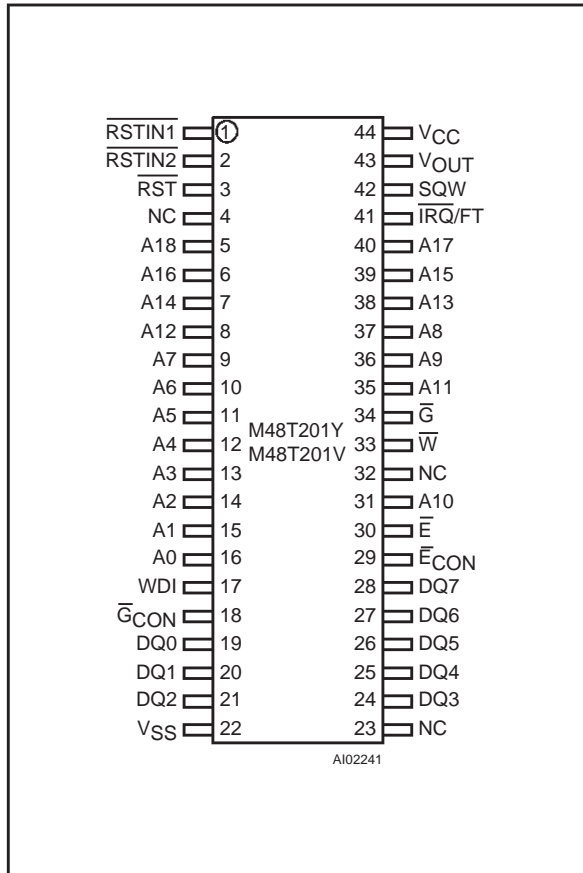 RSTIN1 1 44 VCC
RSTIN2 2 43 VOUT
RST 3 42 SQW
NC 4 41 IRQ/FT
A18 5 40 A17
A16 6 39 A15
A14 7 38 A13
A12 8 37 A8
A7 9 36 A9
A6 10 35 A11
A5 11 34 G
M48T201Y
A4 12 33 W
M48T201V
A3 13 32 NC
A2 14 31 A10
A1 15 30 E
A0 16 29 ECON
WDI 17 28 DQ7
GCON 18 27 DQ6
DQ0 19 26 DQ5
DQ1 20 25 DQ4
DQ2 21 24 DQ3
VSS 22 23 NC
AI02241